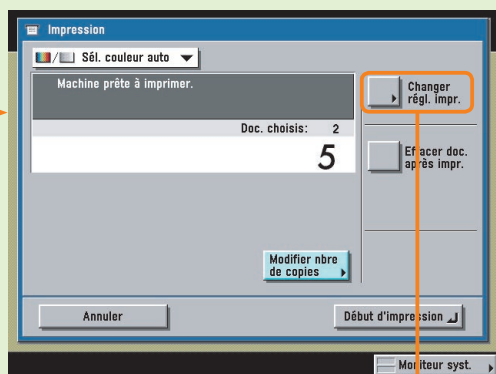 Impression
Sél. couleur auto
Machine prête à imprimer.
Changer
régl. impr.
Doc. choisis: 2
5
Effacer doc.
après impr.
Modifier nbre
de copies
Annuler
Début d'impression
Moniteur syst.